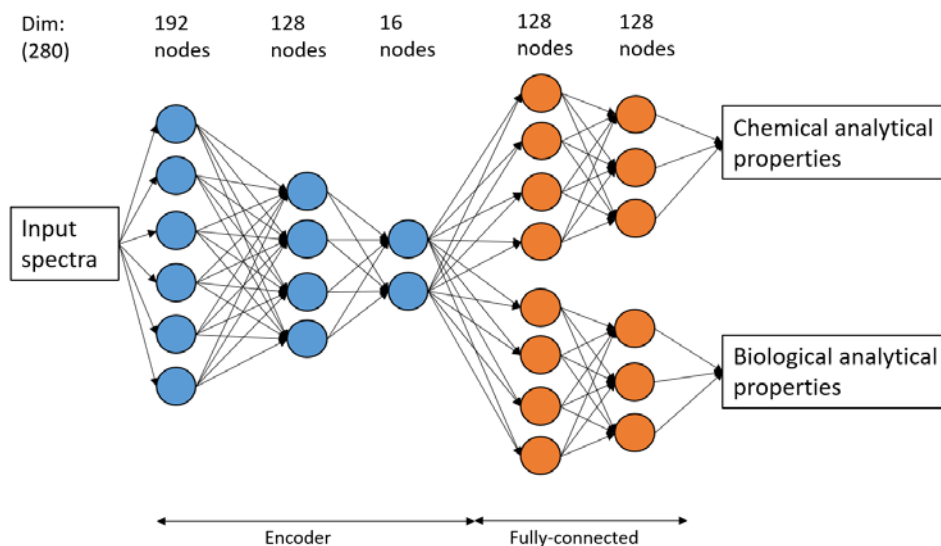 Dim:
(280)
192
nodes
128
nodes
16
nodes
128
nodes
128
nodes
Input
spectra
Chemical analytical
properties
Biological analytical
properties
Encoder
Fully-connected